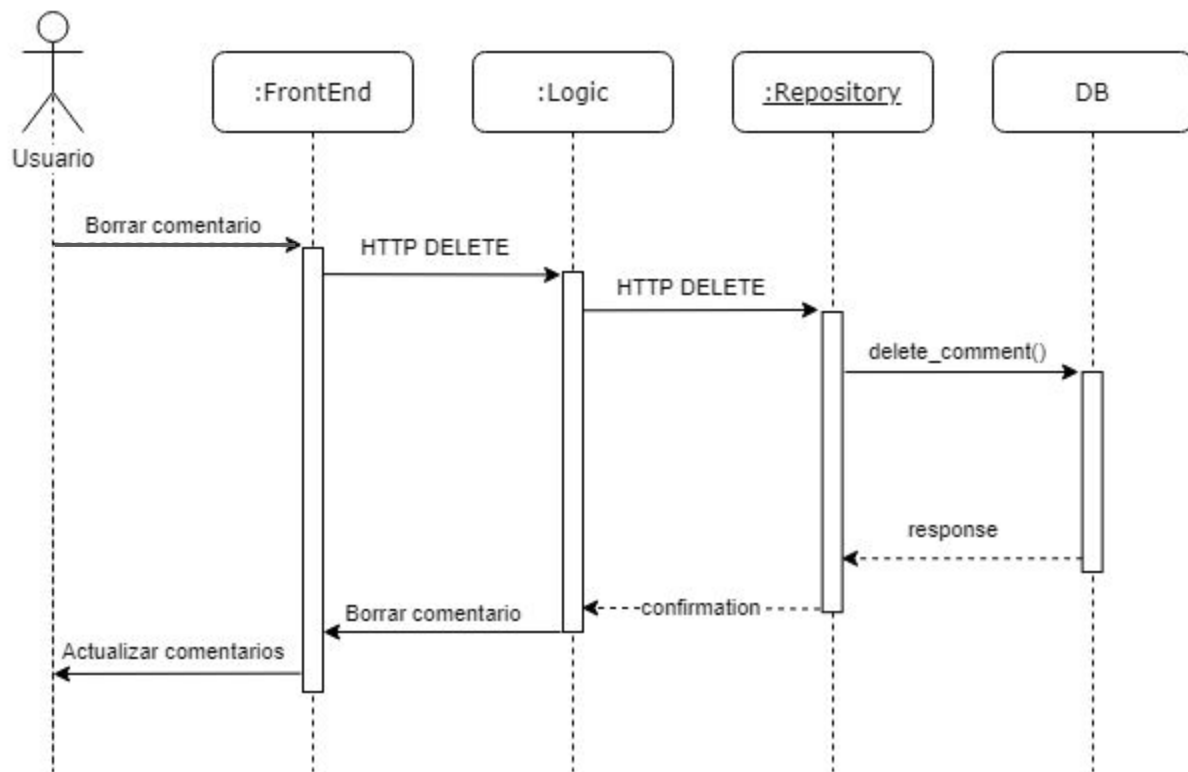 :FrontEnd
:Logic
:Repository
DB
Usuario
Borrar comentario
HTTP DELETE
HTTP DELETE
delete_comment()
response
confirmation
Borrar comentario
Actualizar comentarios